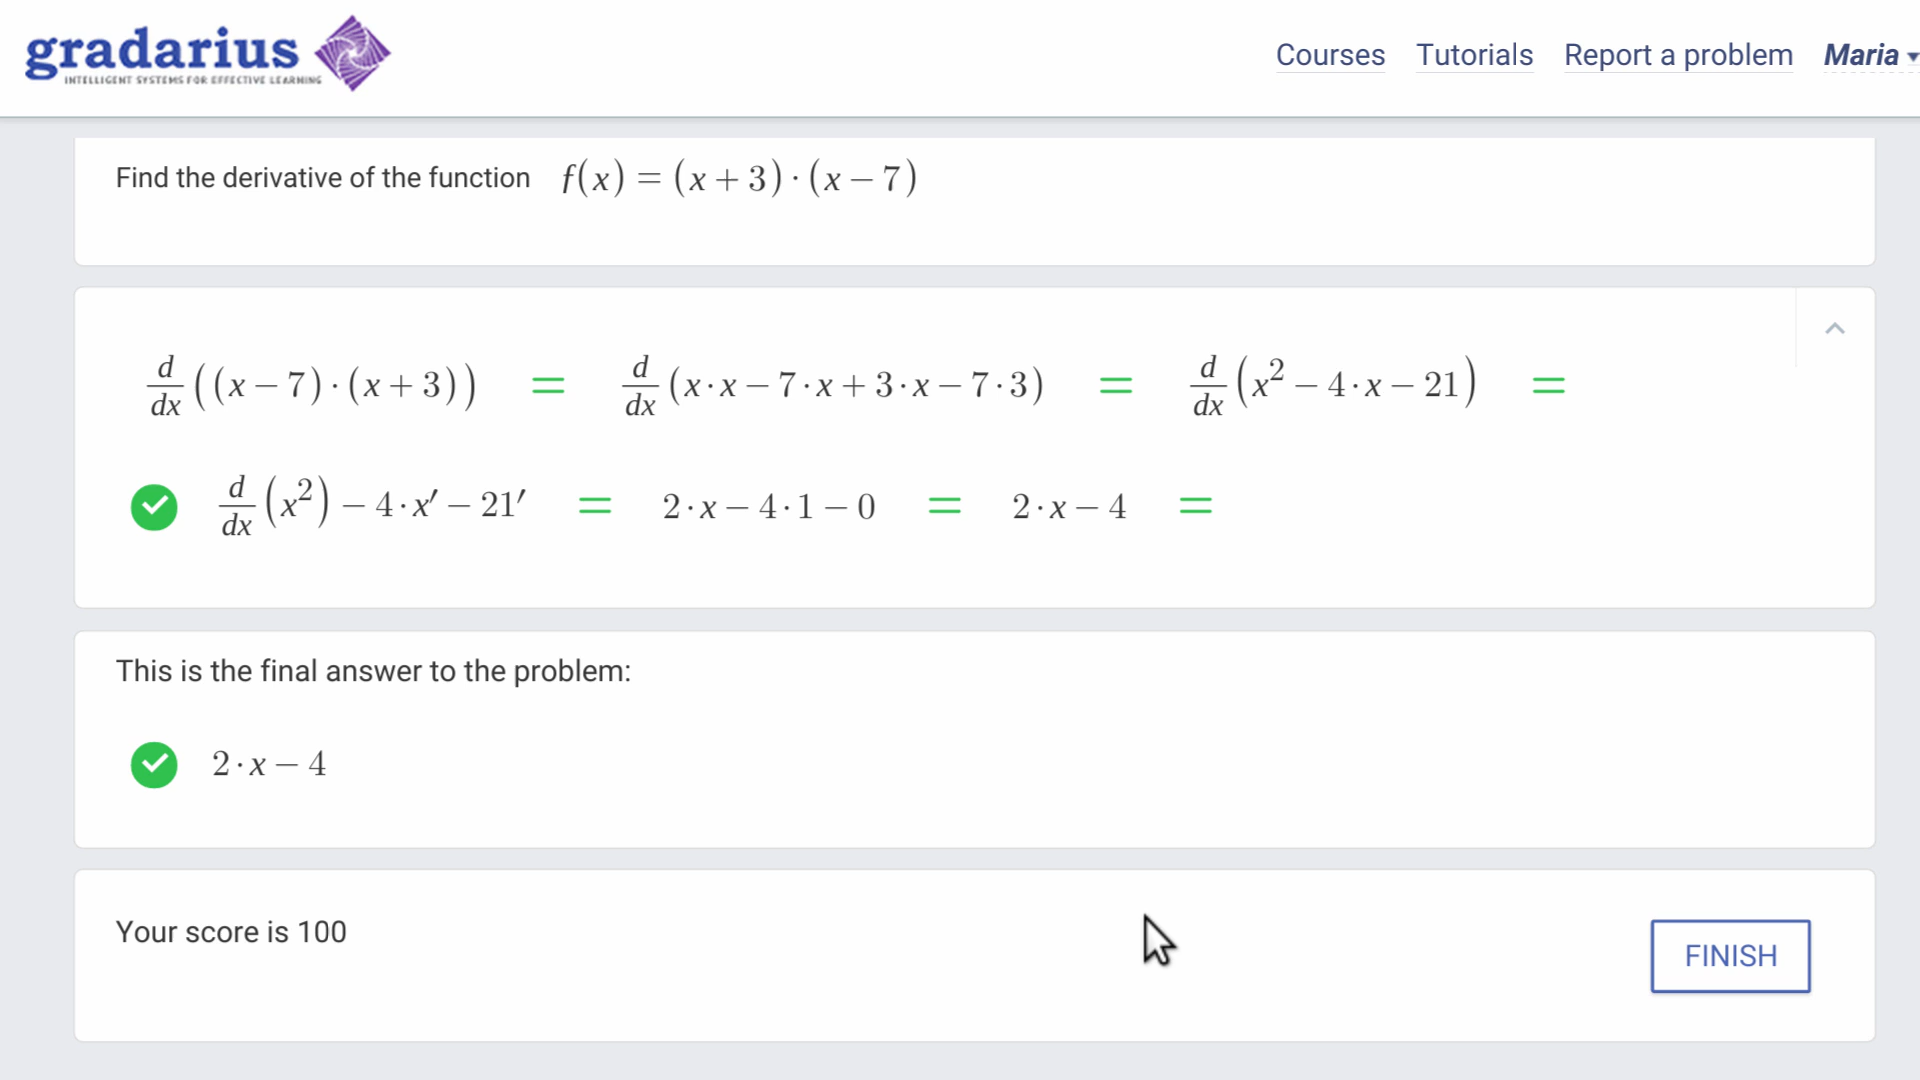 gradarius
INTELLIGENT SYSTEMS FOR EFFECTIVE LEARNING
Courses Tutorials Report a problem Maria
Find the derivative of the function f(x) = (x + 3) · (x − 7)
d/dx ((x − 7) · (x + 3)) = d/dx (x · x − 7 · x + 3 · x − 7 · 3) = d/dx (x² − 4 · x − 21) =
d/dx (x²) − 4 · x′ − 21′ = 2 · x − 4 · 1 − 0 = 2 · x − 4 =
This is the final answer to the problem:
2 · x − 4
Your score is 100
FINISH